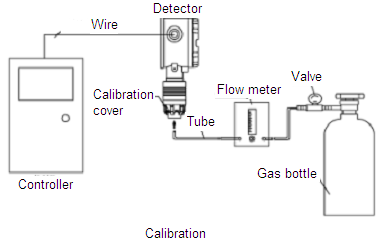 Detector
Wire
Valve
Flow meter
Calibration
cover
Tube
Gas bottle
Controller
Calibration